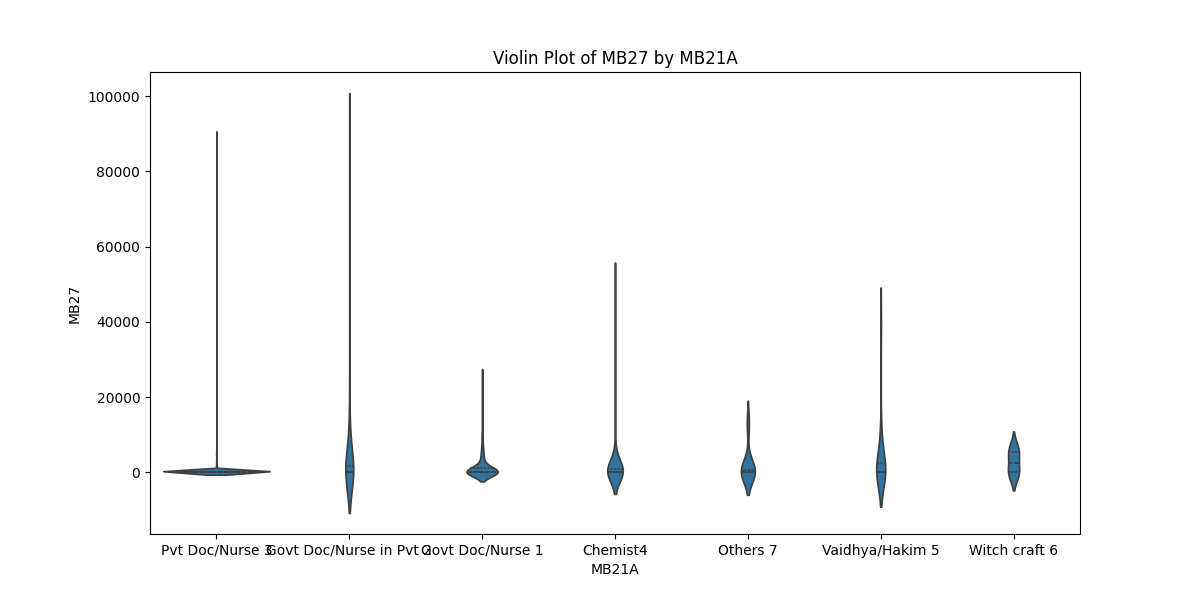 Violin Plot of MB27 by MB21A
100000
80000
60000
40000
20000
0
MB27
Pvt Doc/Nurse 3
Govt Doc/Nurse in Pvt 2
Govt Doc/Nurse 1
Chemist4
Others 7
Vaidhya/Hakim 5
Witch craft 6
MB21A